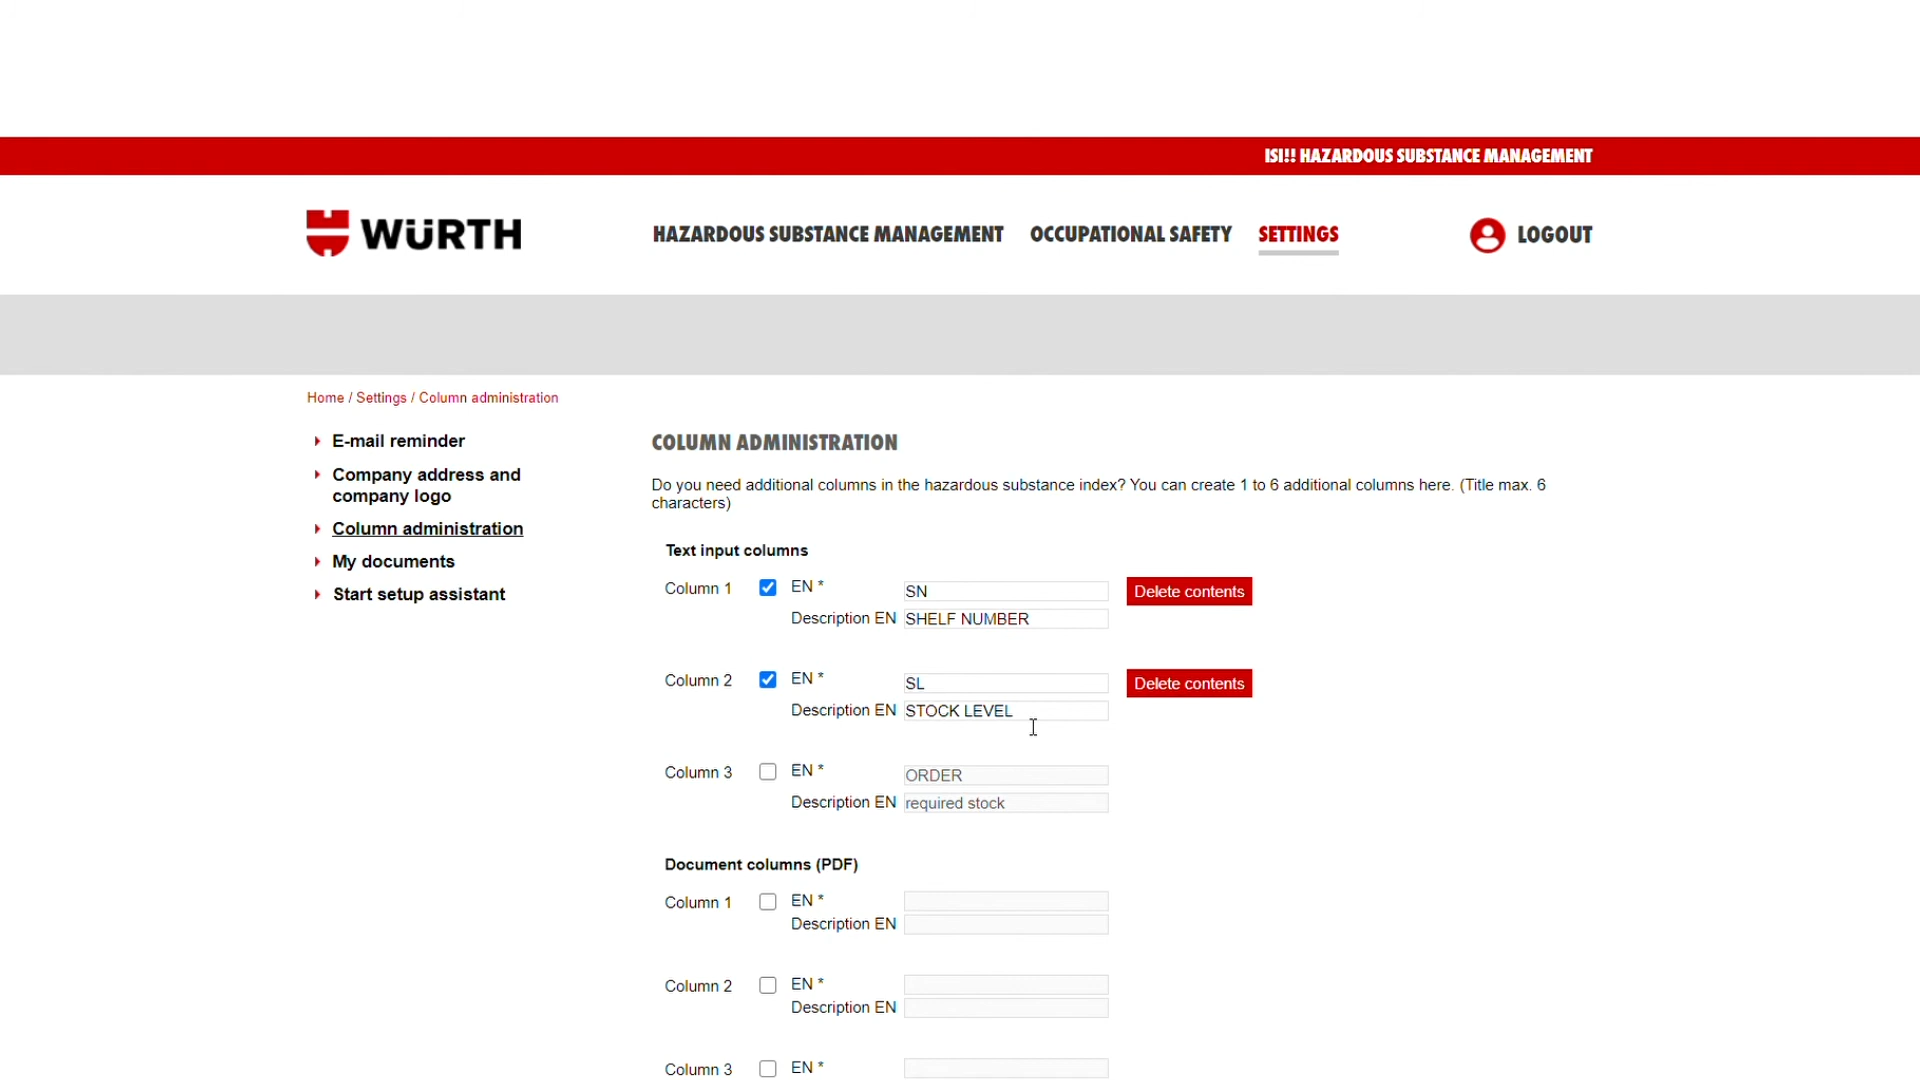 ISI!! HAZARDOUS SUBSTANCE MANAGEMENT
WÜRTH
HAZARDOUS SUBSTANCE MANAGEMENT OCCUPATIONAL SAFETY SETTINGS LOGOUT
Home / Settings / Column administration
E-mail reminder
Company address and
company logo
Column administration
My documents
Start setup assistant
COLUMN ADMINISTRATION
Do you need additional columns in the hazardous substance index? You can create 1 to 6 additional columns here. (Title max. 6
characters)
Text input columns
Column 1 EN * SN Delete contents
Description EN SHELF NUMBER
Column 2 EN * SL Delete contents
Description EN STOCK LEVEL
Column 3 EN * ORDER
Description EN required stock
Document columns (PDF)
Column 1 EN *
Description EN
Column 2 EN *
Description EN
Column 3 EN *